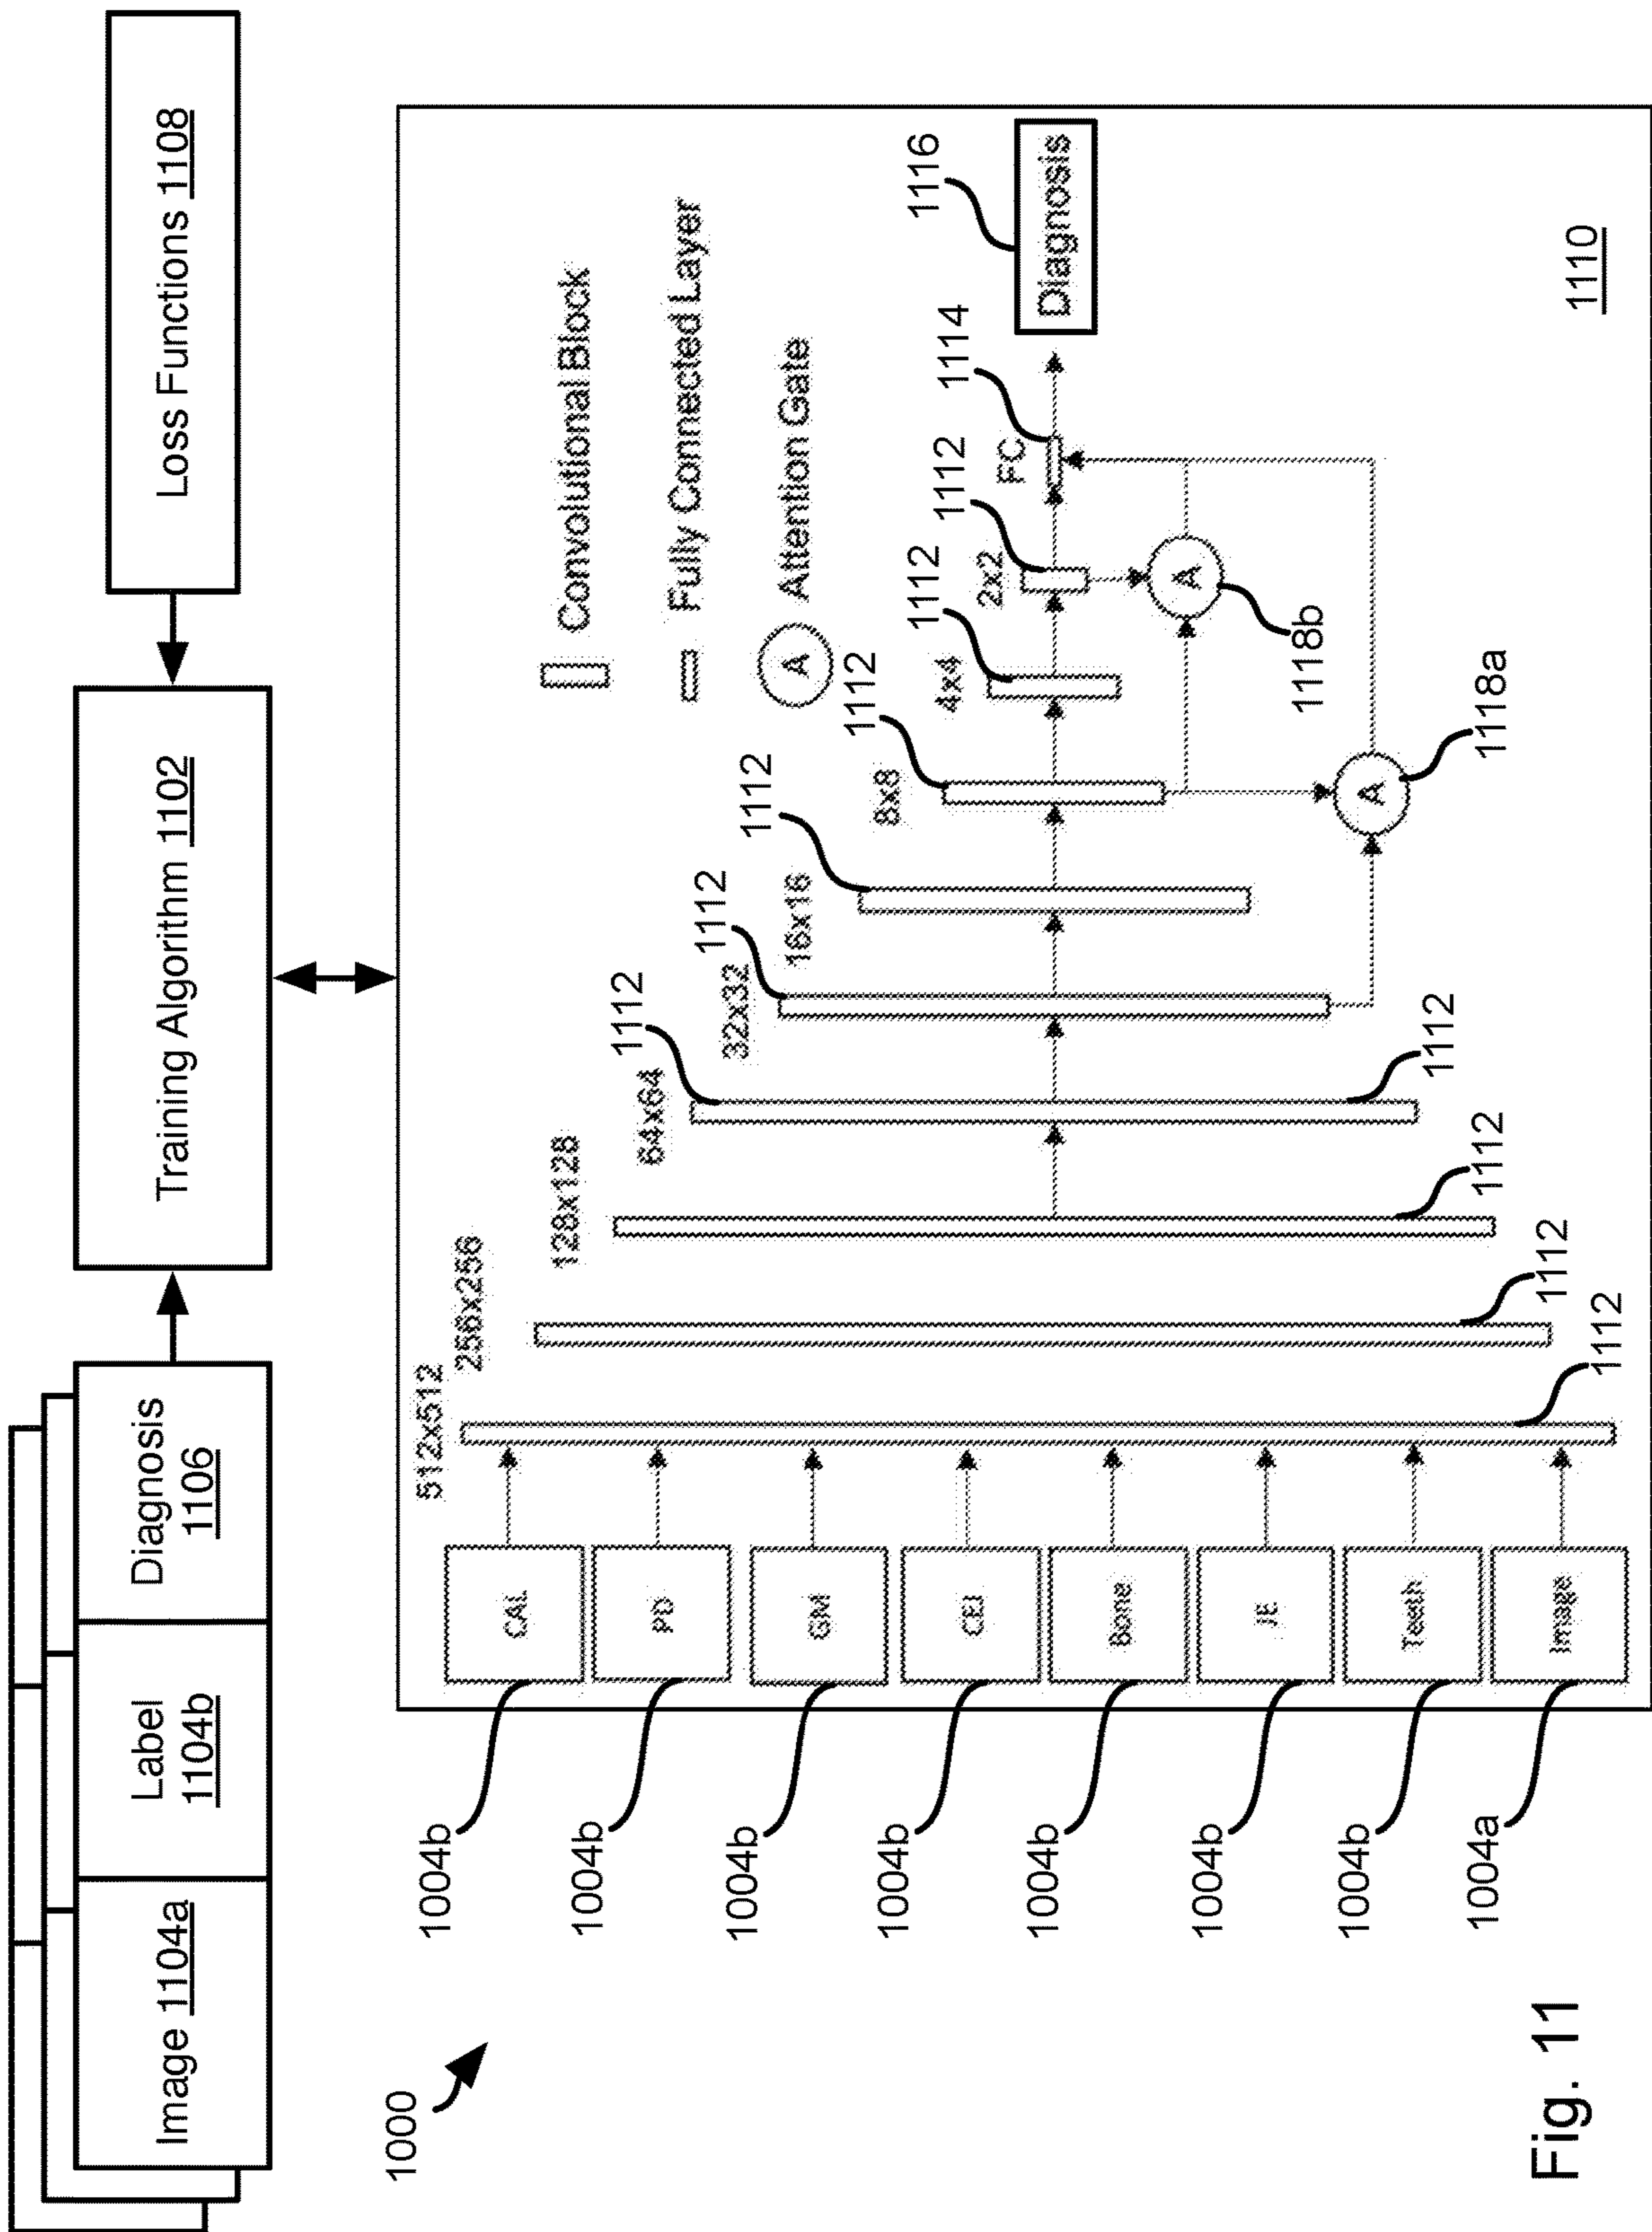 Image 1104a
Label
1104b
Diagnosis
1106
Training Algorithm 1102
Loss Functions 1108
1000
1004b
1004b
1004b
1004b
1004b
1004b
1004b
1004a
CAL
PD
GM
CEJ
Bone
JE
Teeth
Image
512x512
256x256
128x128
64x64
32x32
16x16
8x8
4x4
2x2
FC
1112
1112
1112
1112
1112
1112
1112
1112
1112
1112
1114
1116
Diagnosis
Convolutional Block
Fully Connected Layer
A
Attention Gate
A
1118a
A
1118b
1110
Fig. 11